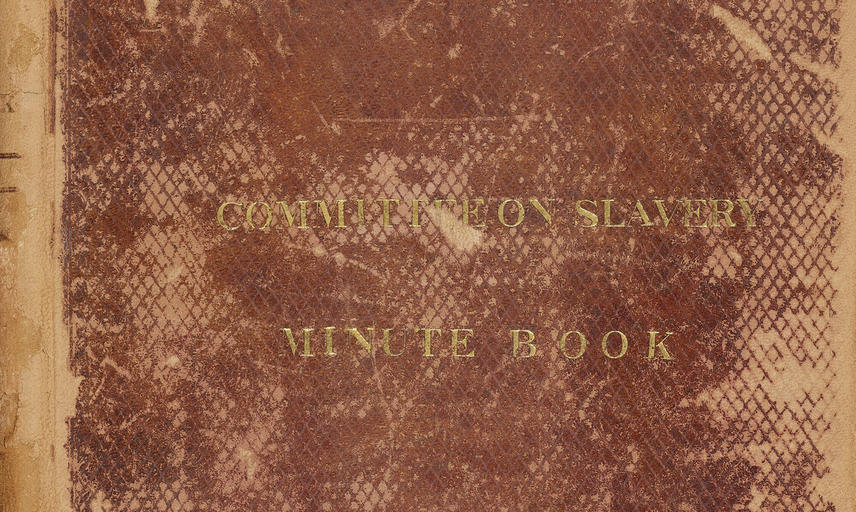 COMMITTEE ON SLAVERY
MINUTE BOOK